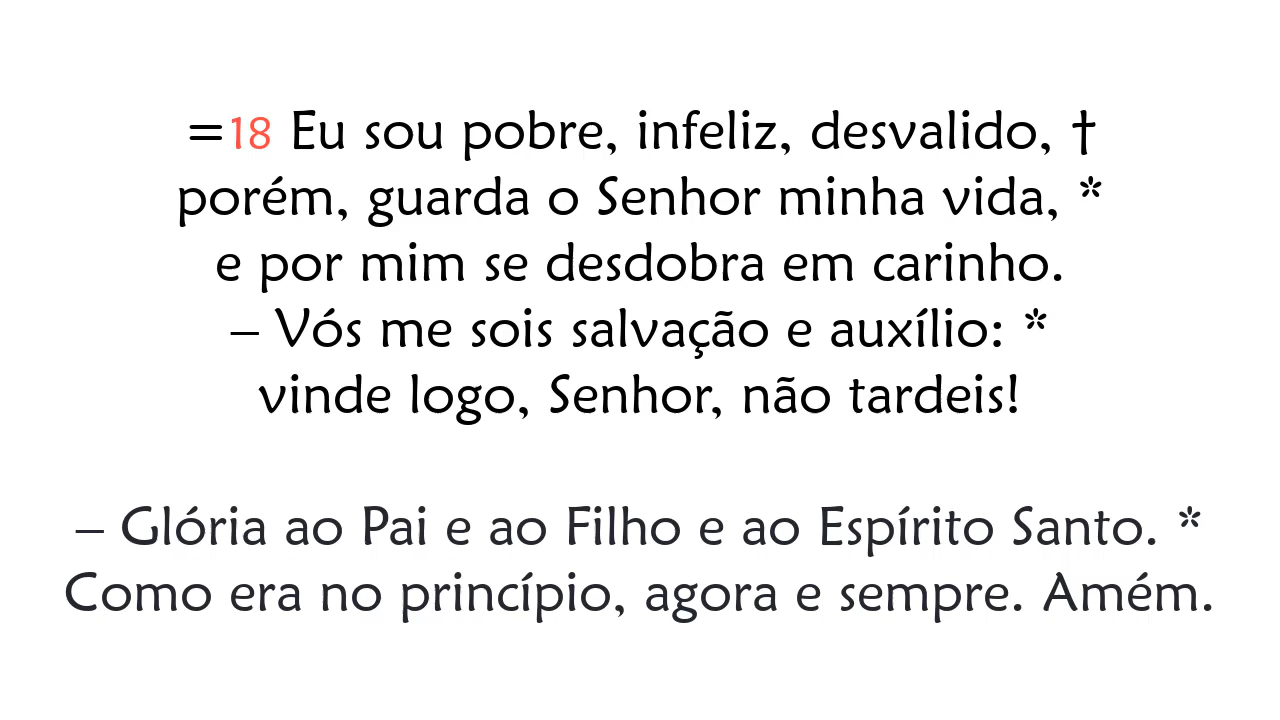 =18 Eu sou pobre, infeliz, desvalido, †
porém, guarda o Senhor minha vida, *
e por mim se desdobra em carinho.
– Vós me sois salvação e auxílio: *
vinde logo, Senhor, não tardeis!
– Glória ao Pai e ao Filho e ao Espírito Santo. *
Como era no princípio, agora e sempre. Amém.